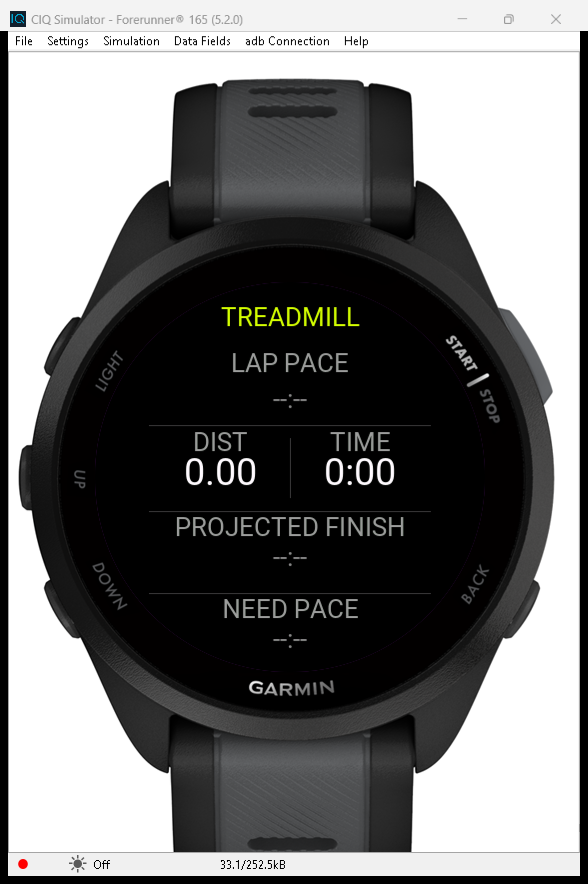 IQ CIQ Simulator - Forerunner® 165 (5.2.0)
File Settings Simulation Data Fields adb Connection Help
TREADMILL
START
STOP
LIGHT
LAP PACE
--:--
DIST TIME
UP
0.00 0:00
PROJECTED FINISH
--:--
DOWN
BACK
NEED PACE
--:--
GARMIN
Off 33.1/252.5kB